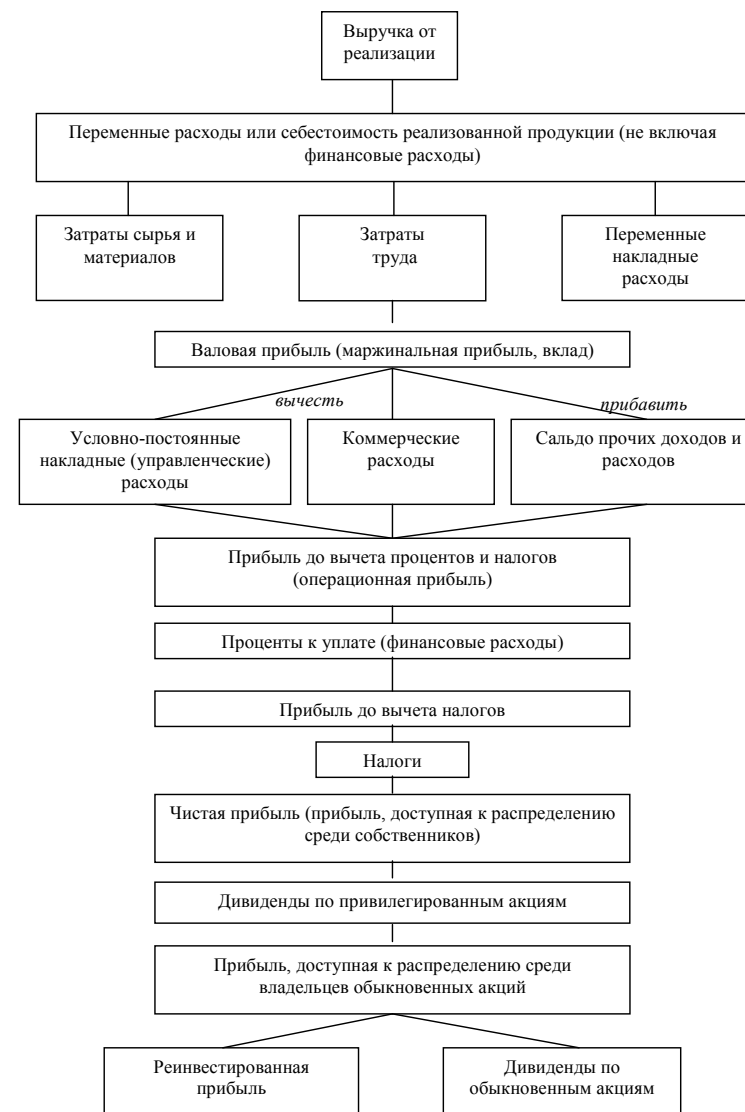 Выручка от
реализации
Переменные расходы или себестоимость реализованной продукции (не включая
финансовые расходы)
Затраты сырья и
материалов
Затраты
труда
Переменные
накладные
расходы
Валовая прибыль (маржинальная прибыль, вклад)
вычесть
прибавить
Условно-постоянные
накладные (управленческие)
расходы
Коммерческие
расходы
Сальдо прочих доходов и
расходов
Прибыль до вычета процентов и налогов
(операционная прибыль)
Проценты к уплате (финансовые расходы)
Прибыль до вычета налогов
Налоги
Чистая прибыль (прибыль, доступная к распределению
среди собственников)
Дивиденды по привилегированным акциям
Прибыль, доступная к распределению среди
владельцев обыкновенных акций
Реинвестированная
прибыль
Дивиденды по
обыкновенным акциям